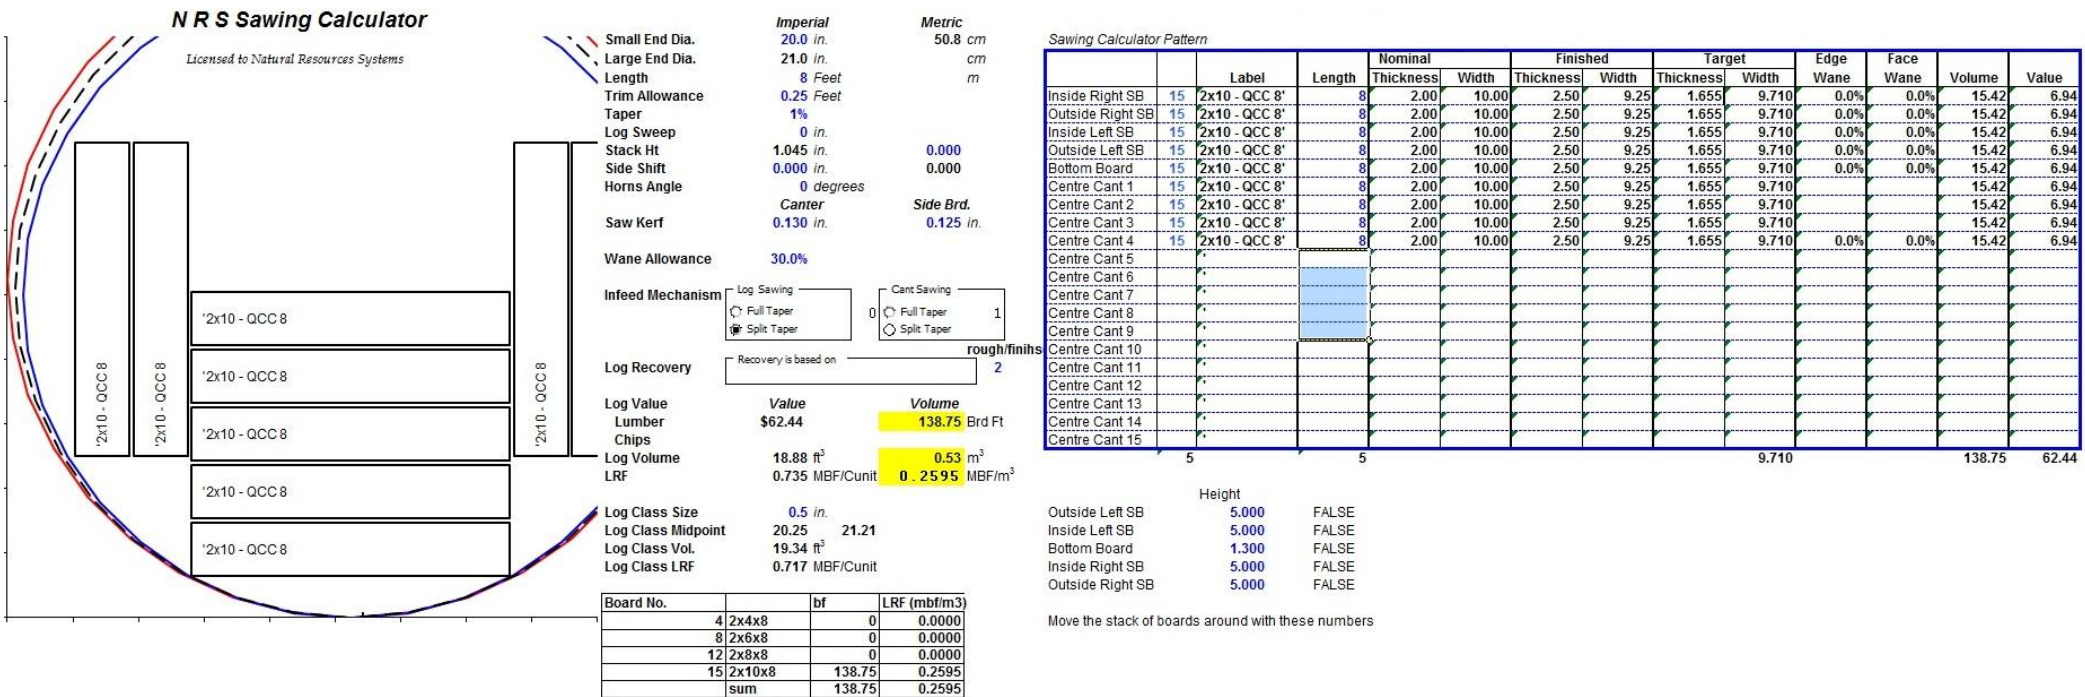 N R S Sawing Calculator
Licensed to Natural Resources Systems
'2x10 - QCC 8
'2x10 - QCC 8
'2x10 - QCC 8
'2x10 - QCC 8
'2x10 - QCC 8
'2x10 - QCC 8
'2x10 - QCC 8
'2x10 - QCC 8
Imperial Metric
Small End Dia. 20.0 in. 50.8 cm
Large End Dia. 21.0 in. cm
Length 8 Feet m
Trim Allowance 0.25 Feet
Taper 1%
Log Sweep 0 in.
Stack Ht 1.045 in. 0.000
Side Shift 0.000 in. 0.000
Horns Angle 0 degrees
Canter Side Brd.
Saw Kerf 0.130 in. 0.125 in.
Wane Allowance 30.0%
Infeed Mechanism Log Sawing Cant Sawing
Full Taper 0 Full Taper 1
Split Taper Split Taper
rough/finihs
Log Recovery Recovery is based on 2
Log Value Value Volume
Lumber $62.44 138.75 Brd Ft
Chips
Log Volume 18.88 ft³ 0.53 m³
LRF 0.735 MBF/Cunit 0.2595 MBF/m³
Log Class Size 0.5 in.
Log Class Midpoint 20.25 21.21
Log Class Vol. 19.34 ft³
Log Class LRF 0.717 MBF/Cunit
Board No. bf LRF (mbf/m3)
4 2x4x8 0 0.0000
8 2x6x8 0 0.0000
12 2x8x8 0 0.0000
15 2x10x8 138.75 0.2595
sum 138.75 0.2595
Sawing Calculator Pattern
Nominal Finished Target Edge Face
Label Length Thickness Width Thickness Width Thickness Width Wane Wane Volume Value
Inside Right SB 15 2x10 - QCC 8' 8 2.00 10.00 2.50 9.25 1.655 9.710 0.0% 0.0% 15.42 6.94
Outside Right SB 15 2x10 - QCC 8' 8 2.00 10.00 2.50 9.25 1.655 9.710 0.0% 0.0% 15.42 6.94
Inside Left SB 15 2x10 - QCC 8' 8 2.00 10.00 2.50 9.25 1.655 9.710 0.0% 0.0% 15.42 6.94
Outside Left SB 15 2x10 - QCC 8' 8 2.00 10.00 2.50 9.25 1.655 9.710 0.0% 0.0% 15.42 6.94
Bottom Board 15 2x10 - QCC 8' 8 2.00 10.00 2.50 9.25 1.655 9.710 0.0% 0.0% 15.42 6.94
Centre Cant 1 15 2x10 - QCC 8' 8 2.00 10.00 2.50 9.25 1.655 9.710 15.42 6.94
Centre Cant 2 15 2x10 - QCC 8' 8 2.00 10.00 2.50 9.25 1.655 9.710 15.42 6.94
Centre Cant 3 15 2x10 - QCC 8' 8 2.00 10.00 2.50 9.25 1.655 9.710 15.42 6.94
Centre Cant 4 15 2x10 - QCC 8' 8 2.00 10.00 2.50 9.25 1.655 9.710 0.0% 0.0% 15.42 6.94
Centre Cant 5 '
Centre Cant 6 '
Centre Cant 7 '
Centre Cant 8 '
Centre Cant 9 '
Centre Cant 10 '
Centre Cant 11 '
Centre Cant 12 '
Centre Cant 13 '
Centre Cant 14 '
Centre Cant 15 '
5 5 9.710 138.75 62.44
Height
Outside Left SB 5.000 FALSE
Inside Left SB 5.000 FALSE
Bottom Board 1.300 FALSE
Inside Right SB 5.000 FALSE
Outside Right SB 5.000 FALSE
Move the stack of boards around with these numbers